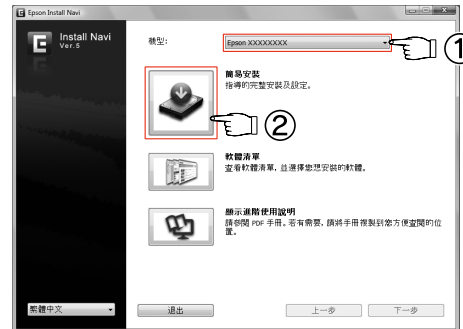 Epson Install Navi
Install Navi
Ver.5
機型:
Epson XXXXXXXX
①
簡易安裝
指導的完整安裝及設定。
②
軟體清單
查看軟體清單, 並選擇您想安裝的軟體。
顯示進階使用說明
請參閱 PDF 手冊。若有需要, 請將手冊複製到您方便查閱的位
置。
繁體中文
退出
上一步
下一步